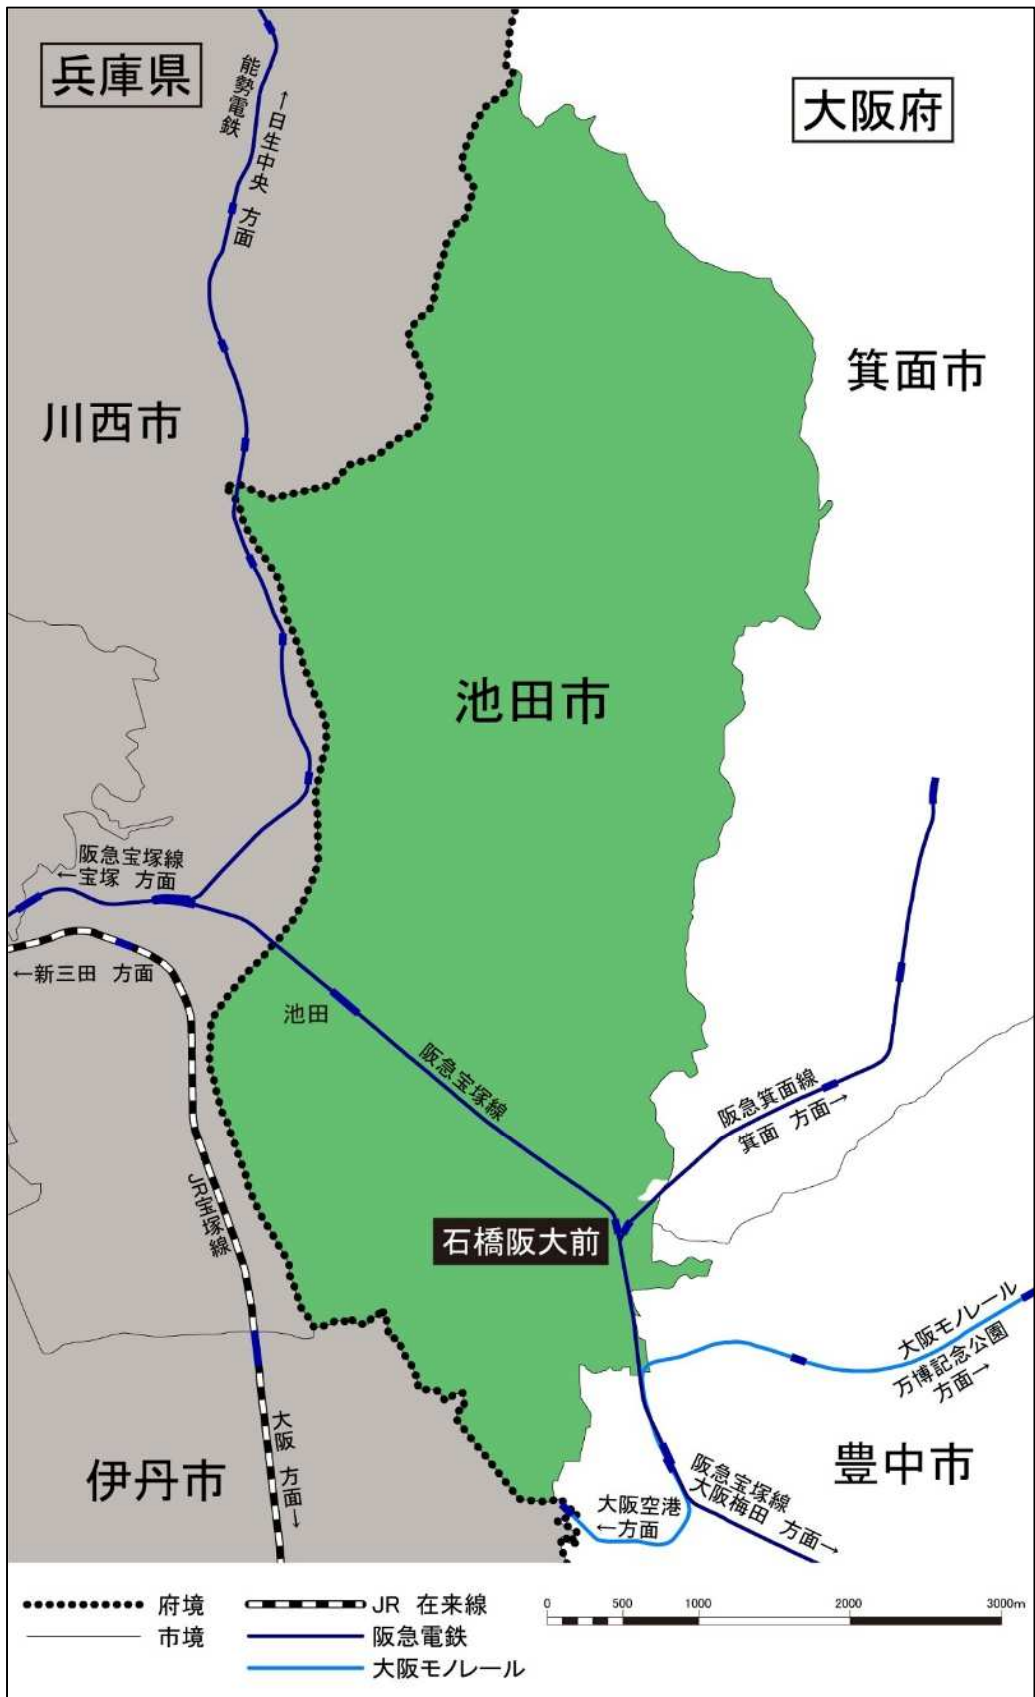 兵庫県
大阪府
能勢電鉄
←日生中央 方面
箕面市
川西市
池田市
阪急宝塚線
←宝塚 方面
←新三田 方面
池田
阪急宝塚線
阪急箕面線
箕面 方面→
JR宝塚線
石橋阪大前
大阪モノレール
万博記念公園
方面→
大阪 方面→
伊丹市
豊中市
阪急宝塚線
大阪梅田 方面→
大阪空港
←方面
府境
市境
JR 在来線
阪急電鉄
大阪モノレール
0 500 1000 2000 3000m